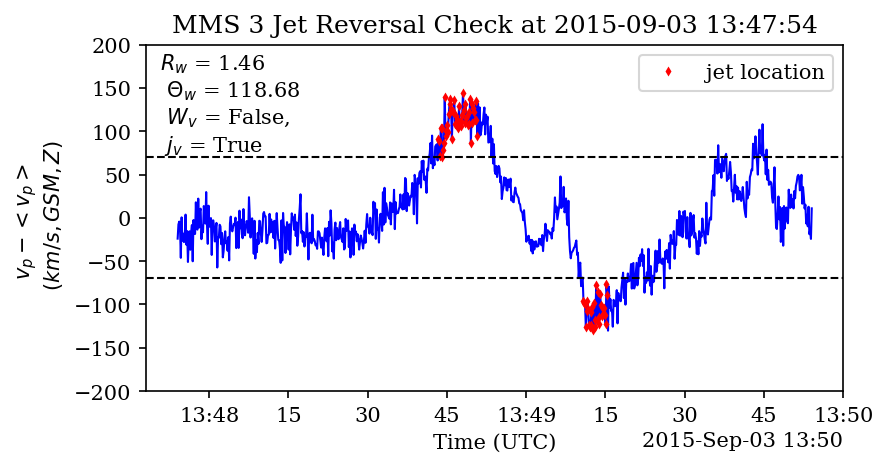 MMS 3 Jet Reversal Check at 2015-09-03 13:47:54
R_w = 1.46
Θ_w = 118.68
W_v = False,
j_v = True
jet location
v_p − < v_p >
(km/s, GSM, Z)
200
150
100
50
0
−50
−100
−150
−200
13:48 15 30 45 13:49 15 30 45 13:50
Time (UTC)
2015-Sep-03 13:50